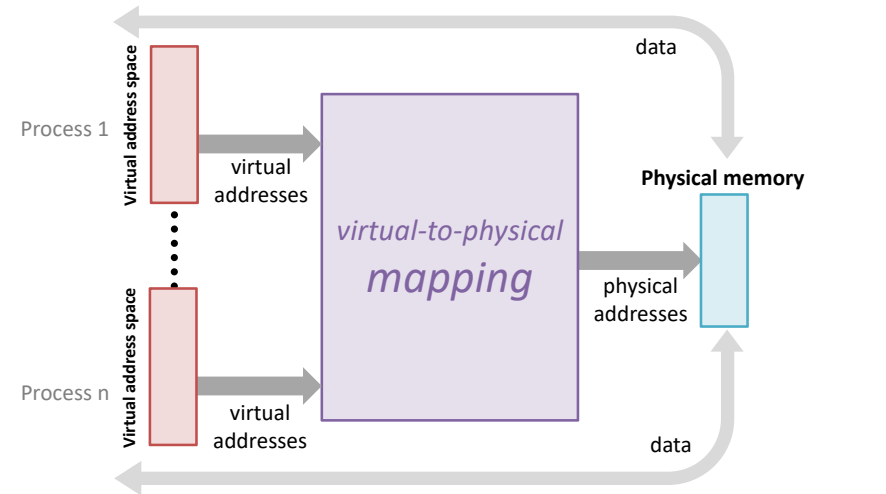 data
Process 1
Virtual address space
virtual
addresses
Physical memory
virtual-to-physical
mapping
physical
addresses
Process n
Virtual address space
virtual
addresses
data